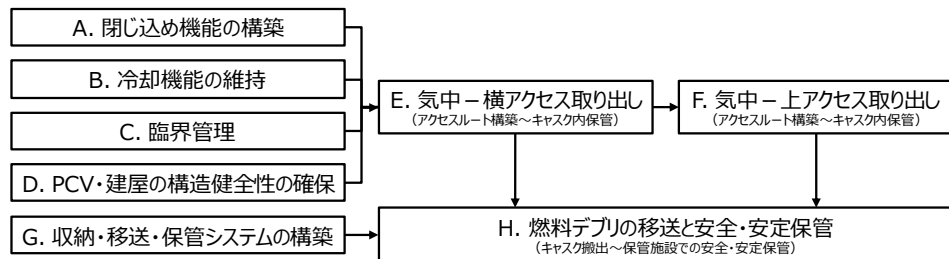 A. 閉じ込め機能の構築
B. 冷却機能の維持
C. 臨界管理
D. PCV・建屋の構造健全性の確保
E. 気中－横アクセス取り出し
(アクセスルート構築～キャスク内保管)
F. 気中－上アクセス取り出し
(アクセスルート構築～キャスク内保管)
G. 収納・移送・保管システムの構築
H. 燃料デブリの移送と安全・安定保管
(キャスク搬出～保管施設での安全・安定保管)